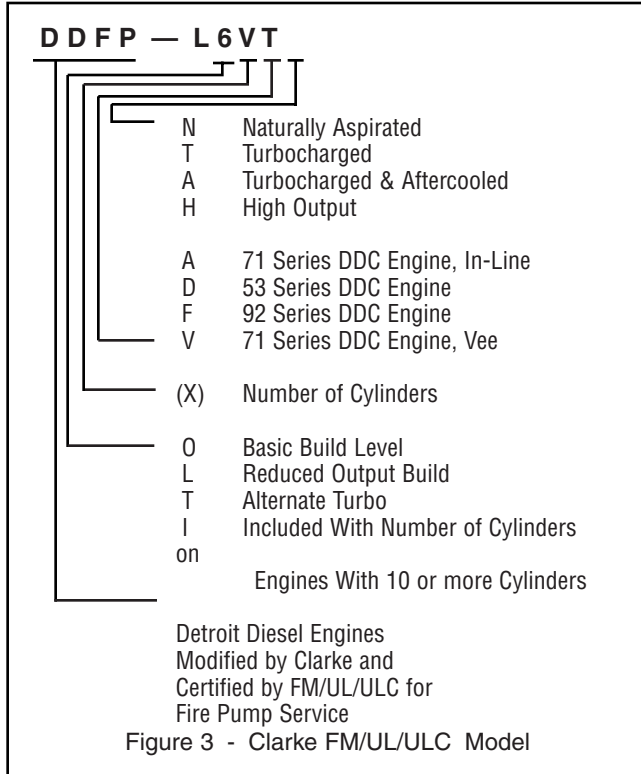 DDFP — L6VT
N Naturally Aspirated
T Turbocharged
A Turbocharged & Aftercooled
H High Output
A 71 Series DDC Engine, In-Line
D 53 Series DDC Engine
F 92 Series DDC Engine
V 71 Series DDC Engine, Vee
(X) Number of Cylinders
O Basic Build Level
L Reduced Output Build
T Alternate Turbo
I Included With Number of Cylinders
on
Engines With 10 or more Cylinders
Detroit Diesel Engines
Modified by Clarke and
Certified by FM/UL/ULC for
Fire Pump Service
Figure 3 - Clarke FM/UL/ULC Model